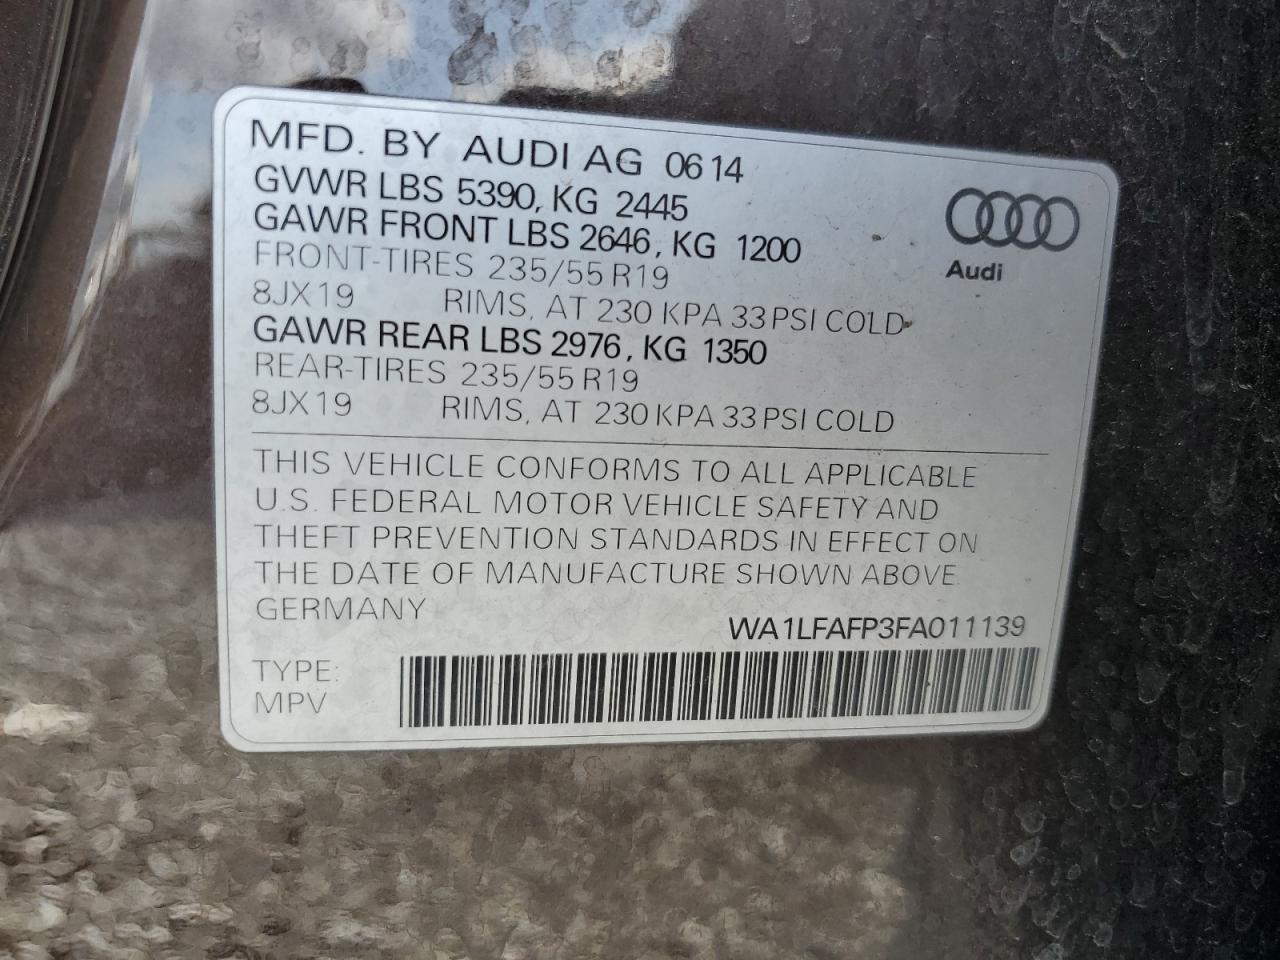 MFD. BY AUDI AG 06 14
GVWR LBS 5390, KG 2445
GAWR FRONT LBS 2646, KG 1200
FRONT-TIRES 235/55 R19
8JX19 RIMS, AT 230 KPA 33 PSI COLD
GAWR REAR LBS 2976, KG 1350
REAR-TIRES 235/55 R19
8JX19 RIMS, AT 230 KPA 33 PSI COLD
Audi
THIS VEHICLE CONFORMS TO ALL APPLICABLE
U.S. FEDERAL MOTOR VEHICLE SAFETY AND
THEFT PREVENTION STANDARDS IN EFFECT ON
THE DATE OF MANUFACTURE SHOWN ABOVE.
GERMANY
WA1LFAFP3FA011139
TYPE:
MPV